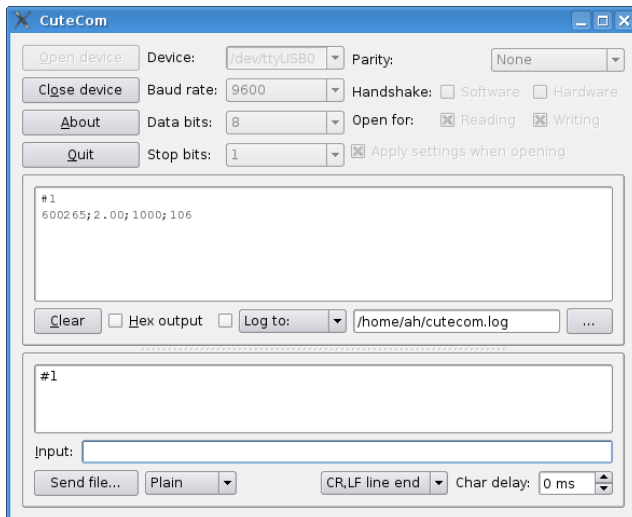 CuteCom
Open device Device: /dev/ttyUSB0 Parity: None
Close device Baud rate: 9600 Handshake: Software Hardware
About Data bits: 8 Open for: Reading Writing
Quit Stop bits: 1 Apply settings when opening
#1
600265;2.00;1000;106
Clear Hex output Log to: /home/ah/cutecom.log ...
#1
Input:
Send file... Plain CR,LF line end Char delay: 0 ms